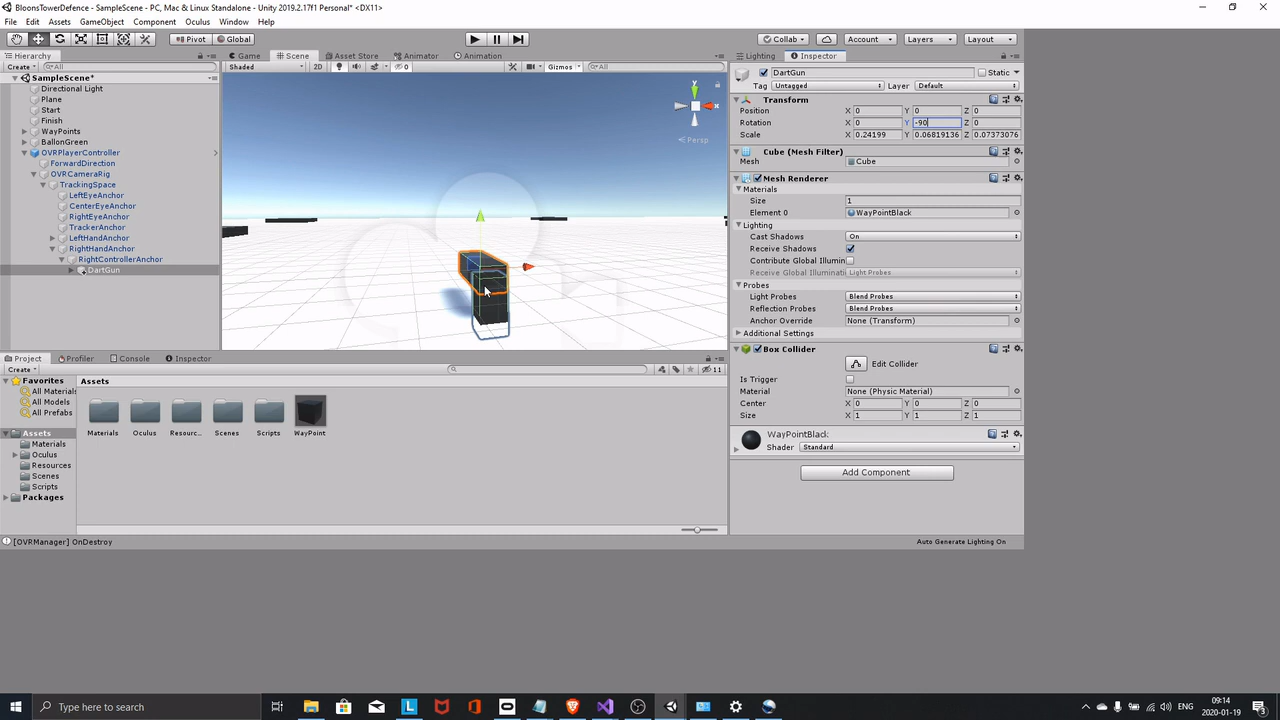 BloonsTowerDefence - SampleScene - PC, Mac & Linux Standalone - Unity 2019.2.17f1 Personal* <DX11>
File Edit Assets GameObject Component Oculus Window Help
Pivot Global Collab Account Layers Layout
Hierarchy Game Scene Asset Store Animator Animation Lighting Inspector
Create All Shaded 2D 0 Gizmos All
SampleScene*
Directional Light
Plane
Start
Finish
WayPoints
BallonGreen
OVRPlayerController
ForwardDirection
OVRCameraRig
TrackingSpace
LeftEyeAnchor
CenterEyeAnchor
RightEyeAnchor
TrackerAnchor
LeftHandAnchor
RightHandAnchor
RightControllerAnchor
DartGun
y
x
Persp
DartGun Static
Tag Untagged Layer Default
Transform
Position X 0 Y 0 Z 0
Rotation X 0 Y -90 Z 0
Scale X 0.24199 Y 0.06819136 Z 0.07373076
Cube (Mesh Filter)
Mesh Cube
Mesh Renderer
Materials
Size 1
Element 0 WayPointBlack
Lighting
Cast Shadows On
Receive Shadows
Contribute Global Illumin
Receive Global Illuminati Light Probes
Probes
Light Probes Blend Probes
Reflection Probes Blend Probes
Anchor Override None (Transform)
Additional Settings
Box Collider
Edit Collider
Is Trigger
Material None (Physic Material)
Center X 0 Y 0 Z 0
Size X 1 Y 1 Z 1
WayPointBlack
Shader Standard
Add Component
Project Profiler Console Inspector
Create 11
Favorites
All Materials
All Models
All Prefabs
Assets
Materials
Oculus
Resources
Scenes
Scripts
Packages
Assets
Materials Oculus Resourc... Scenes Scripts WayPoint
[OVRManager] OnDestroy Auto Generate Lighting On
Type here to search
09:14
2020-01-19
3